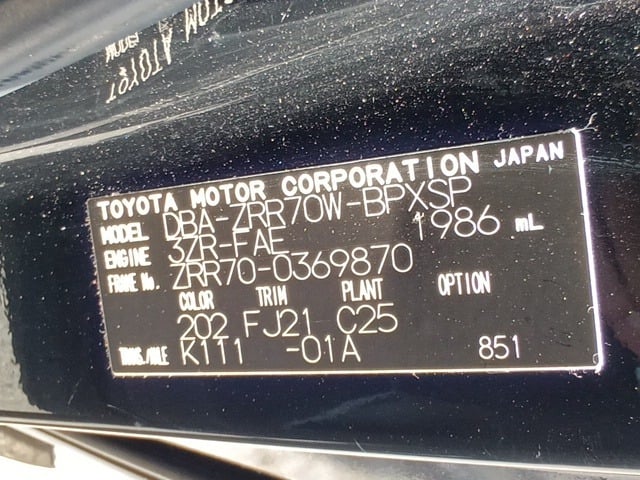 TOYOTA MOTOR CORPORATION JAPAN
MODEL DBA-ZRR70W-BPXSP
ENGINE 3ZR-FAE 1986 mL
FRAME No. ZRR70-0369870
COLOR TRIM PLANT OPTION
202 FJ21 C25
TRANS./AXLE K111 -01A 851